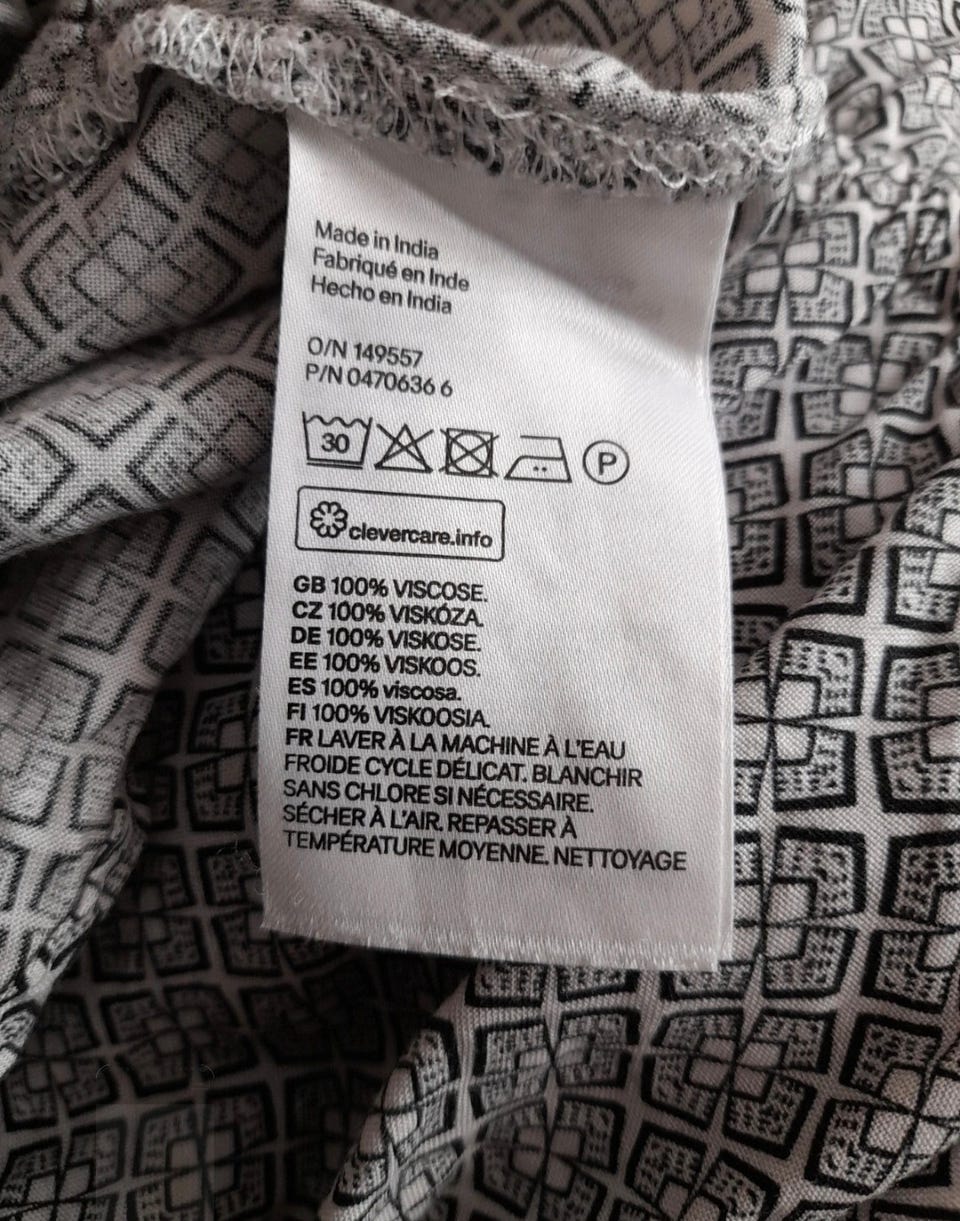 Made in India
Fabriqué en Inde
Hecho en India
O/N 149557
P/N 0470636 6
30 P
clevercare.info
GB 100% VISCOSE.
CZ 100% VISKÓZA.
DE 100% VISKOSE.
EE 100% VISKOOS.
ES 100% viscosa.
FI 100% VISKOOSIA.
FR LAVER À LA MACHINE À L'EAU
FROIDE CYCLE DÉLICAT. BLANCHIR
SANS CHLORE SI NÉCESSAIRE.
SÉCHER À L'AIR. REPASSER À
TEMPÉRATURE MOYENNE. NETTOYAGE